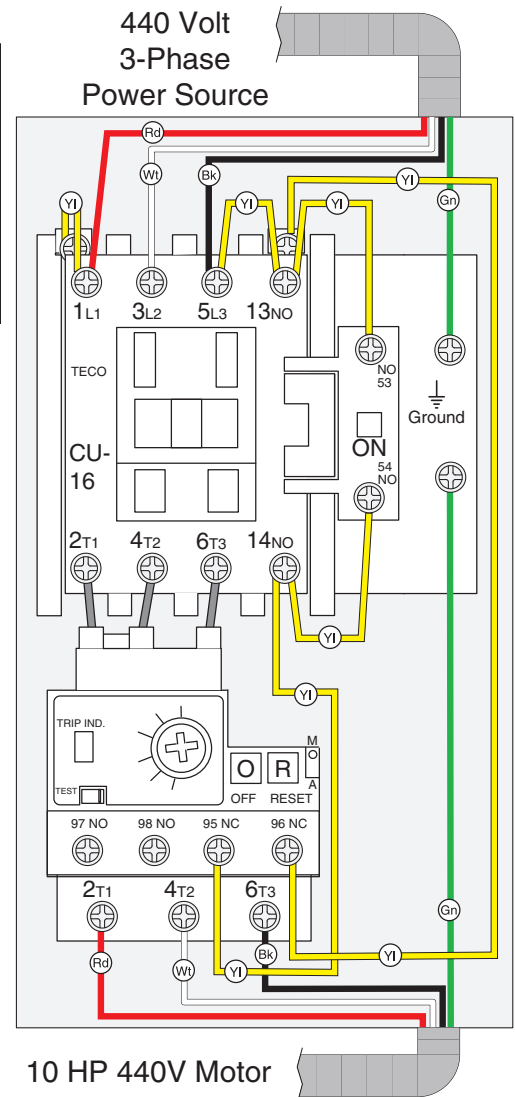 440 Volt
3-Phase
Power Source
Rd
Wt
Bk
Yl
Yl
Yl
Yl
Gn
1L1 3L2 5L3 13NO
TECO
CU-
16
NO
53
ON
54
NO
Ground
2T1 4T2 6T3 14NO
Yl
Yl
TRIP IND.
TEST
O R
OFF RESET
M
A
97 NO 98 NO 95 NC 96 NC
2T1 4T2 6T3
Rd
Wt
Yl
Bk
Yl
Gn
10 HP 440V Motor